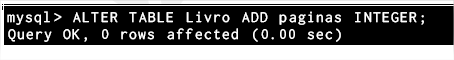 mysql> ALTER TABLE Livro ADD paginas INTEGER;
Query OK, 0 rows affected (0.00 sec)